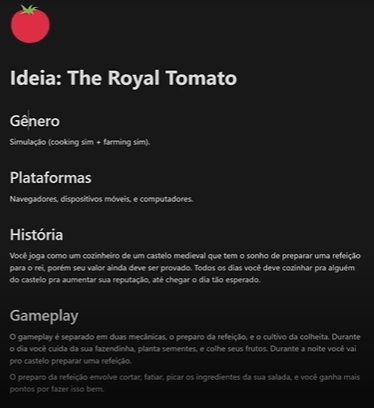 Ideia: The Royal Tomato
Gênero
Simulação (cooking sim + farming sim).
Plataformas
Navegadores, dispositivos móveis, e computadores.
História
Você joga como um cozinheiro de um castelo medieval que tem o sonho de preparar uma refeição
para o rei, porém seu valor ainda deve ser provado. Todos os dias você deve cozinhar pra alguém
do castelo pra aumentar sua reputação, até chegar o dia tão esperado.
Gameplay
O gameplay é separado em duas mecânicas, o preparo da refeição, e o cultivo da colheita. Durante
o dia você cuida da sua fazendinha, planta sementes, e colhe seus frutos. Durante a noite você vai
pro castelo preparar uma refeição.
O preparo da refeição envolve cortar, fatiar, picar os ingredientes da sua salada, e você ganha mais
pontos por fazer isso bem.